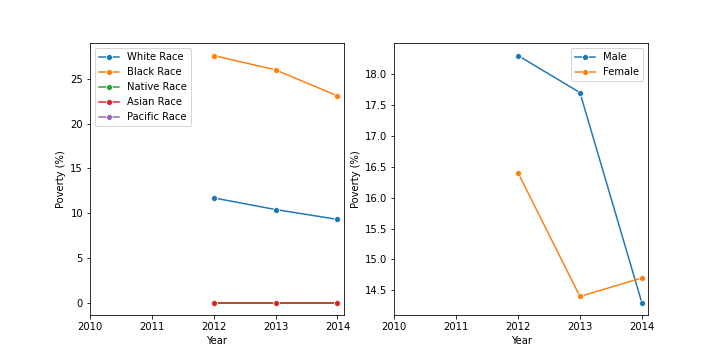 White Race
Black Race
Native Race
Asian Race
Pacific Race
Poverty (%)
25
20
15
10
5
0
2010 2011 2012 2013 2014
Year
Male
Female
Poverty (%)
18.0
17.5
17.0
16.5
16.0
15.5
15.0
14.5
2010 2011 2012 2013 2014
Year